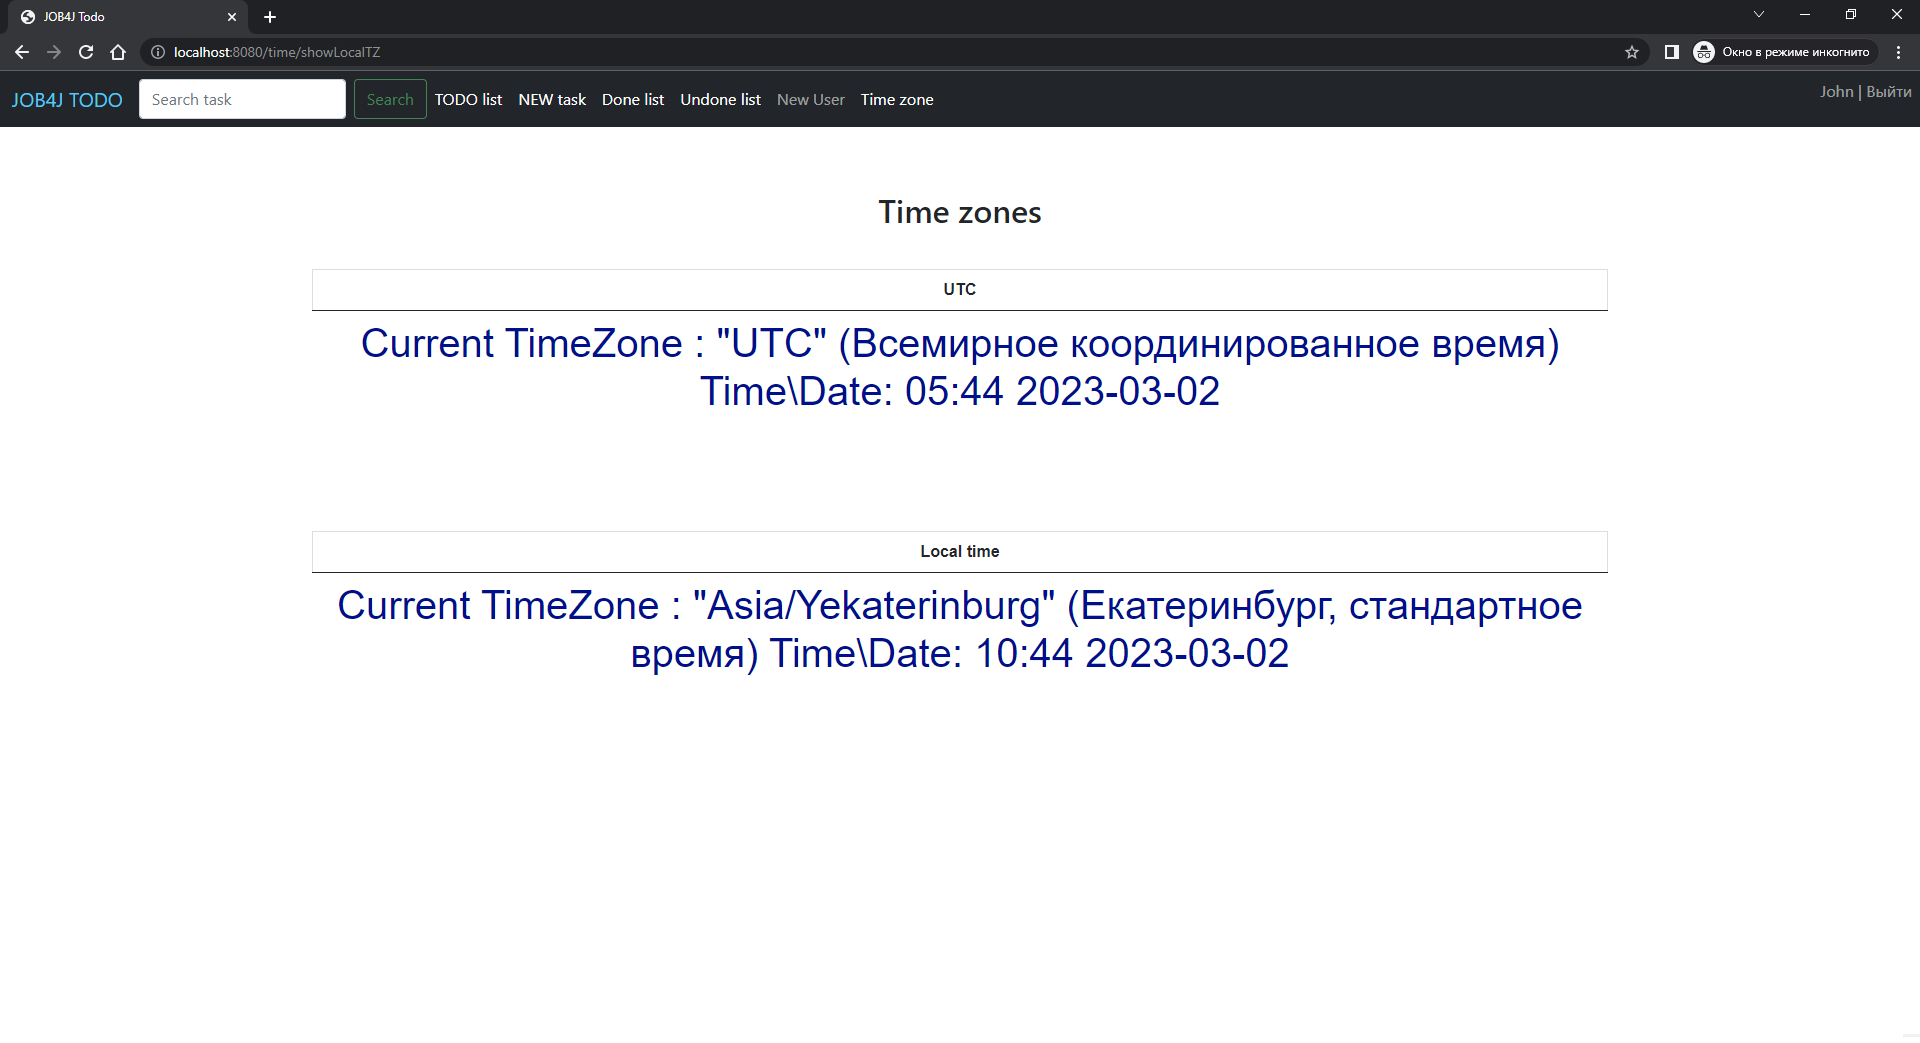 JOB4J Todo
localhost:8080/time/showLocalTZ
Окно в режиме инкогнито
JOB4J TODO Search task Search TODO list NEW task Done list Undone list New User Time zone John | Выйти
Time zones
UTC
Current TimeZone : "UTC" (Всемирное координированное время)
Time\Date: 05:44 2023-03-02
Local time
Current TimeZone : "Asia/Yekaterinburg" (Екатеринбург, стандартное
время) Time\Date: 10:44 2023-03-02